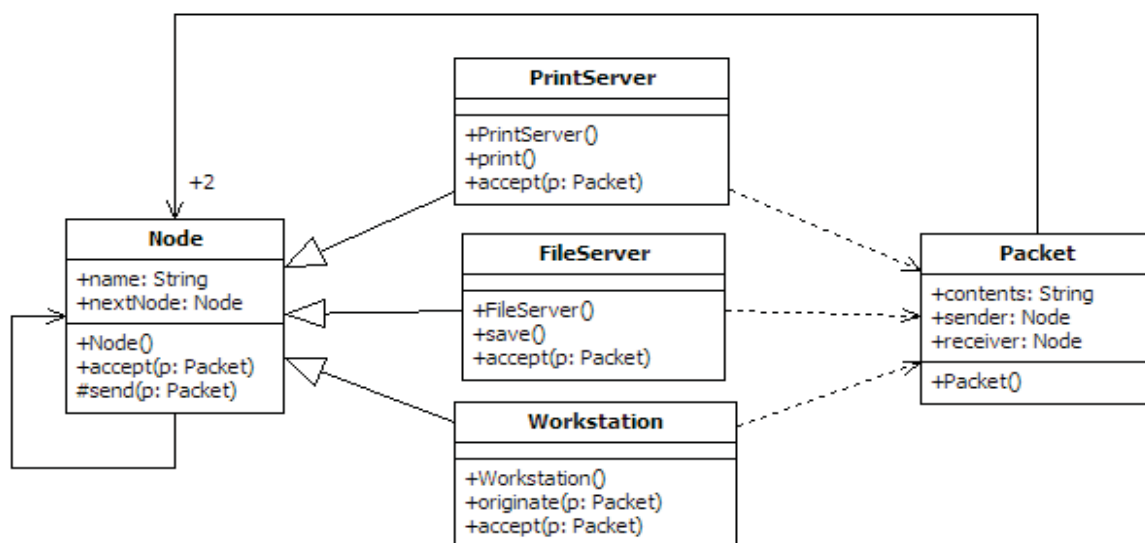 PrintServer
+PrintServer()
+print()
+accept(p: Packet)
+2
Node
+name: String
+nextNode: Node
+Node()
+accept(p: Packet)
#send(p: Packet)
FileServer
+FileServer()
+save()
+accept(p: Packet)
Packet
+contents: String
+sender: Node
+receiver: Node
+Packet()
Workstation
+Workstation()
+originate(p: Packet)
+accept(p: Packet)